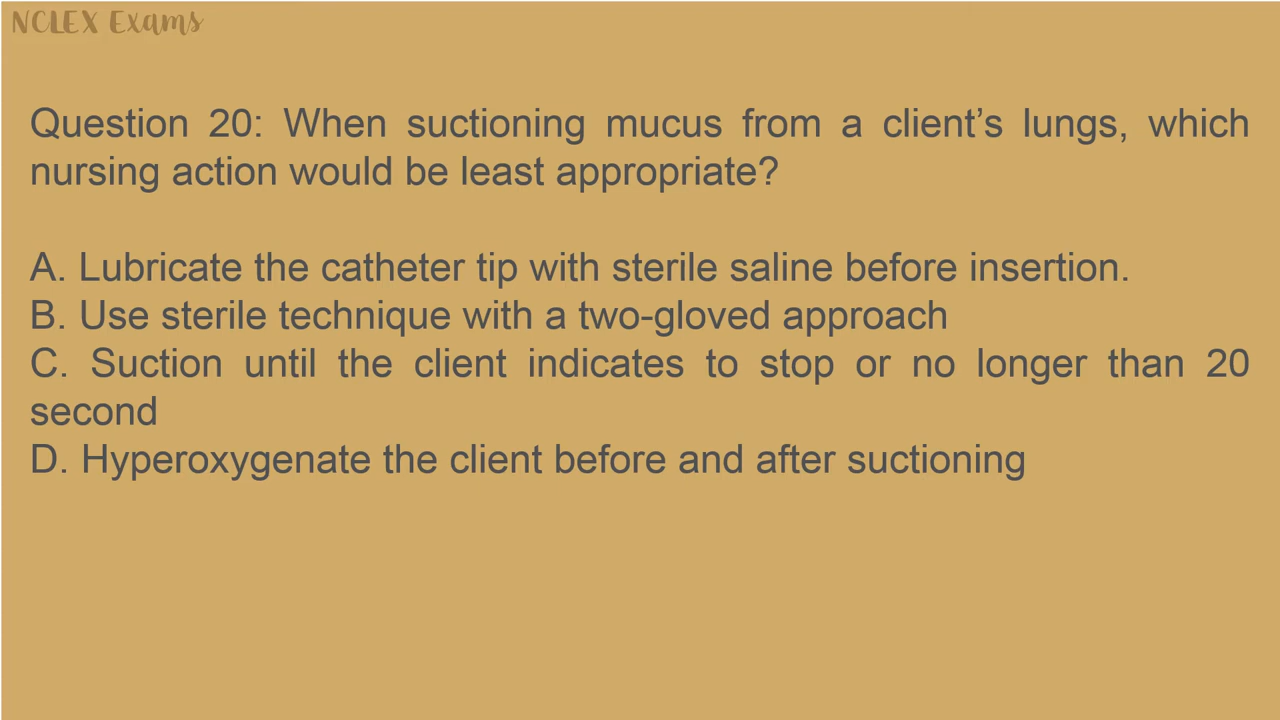 NCLEX Exams
Question 20: When suctioning mucus from a client’s lungs, which
nursing action would be least appropriate?
A. Lubricate the catheter tip with sterile saline before insertion.
B. Use sterile technique with a two-gloved approach
C. Suction until the client indicates to stop or no longer than 20
second
D. Hyperoxygenate the client before and after suctioning